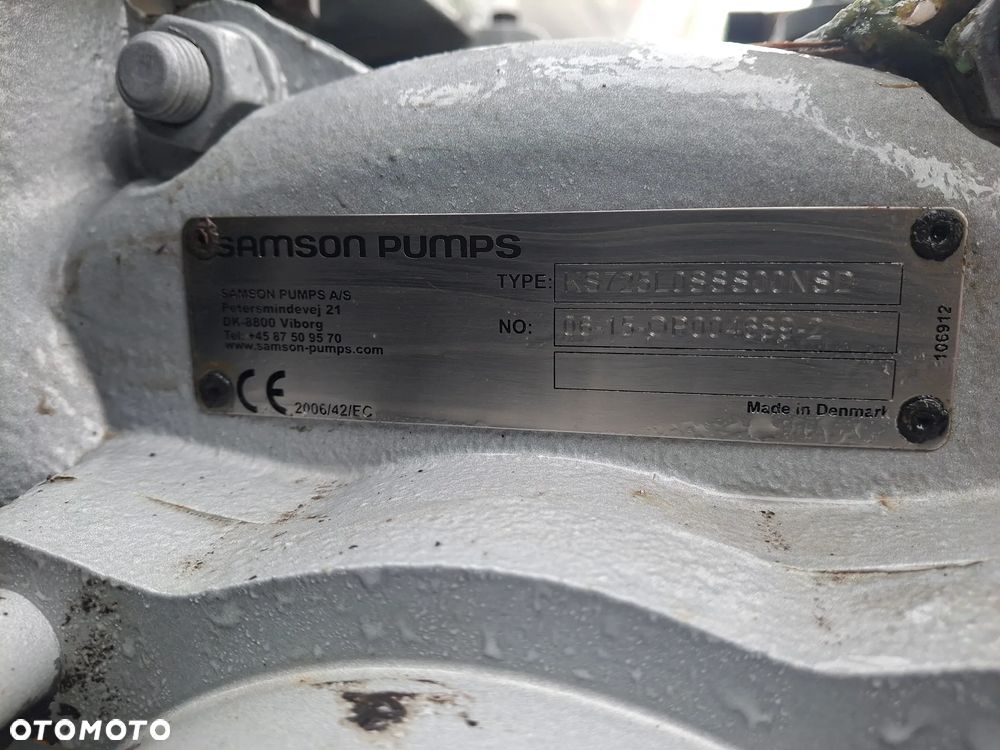 SAMSON PUMPS
TYPE:
SAMSON PUMPS A/S
Petersmindevej 21
DK-8800 Viborg
Tel: +45 87 50 95 70
www.samson-pumps.com
NO:
CE 2006/42/EC
Made in Denmark
106912
OTOMOTO